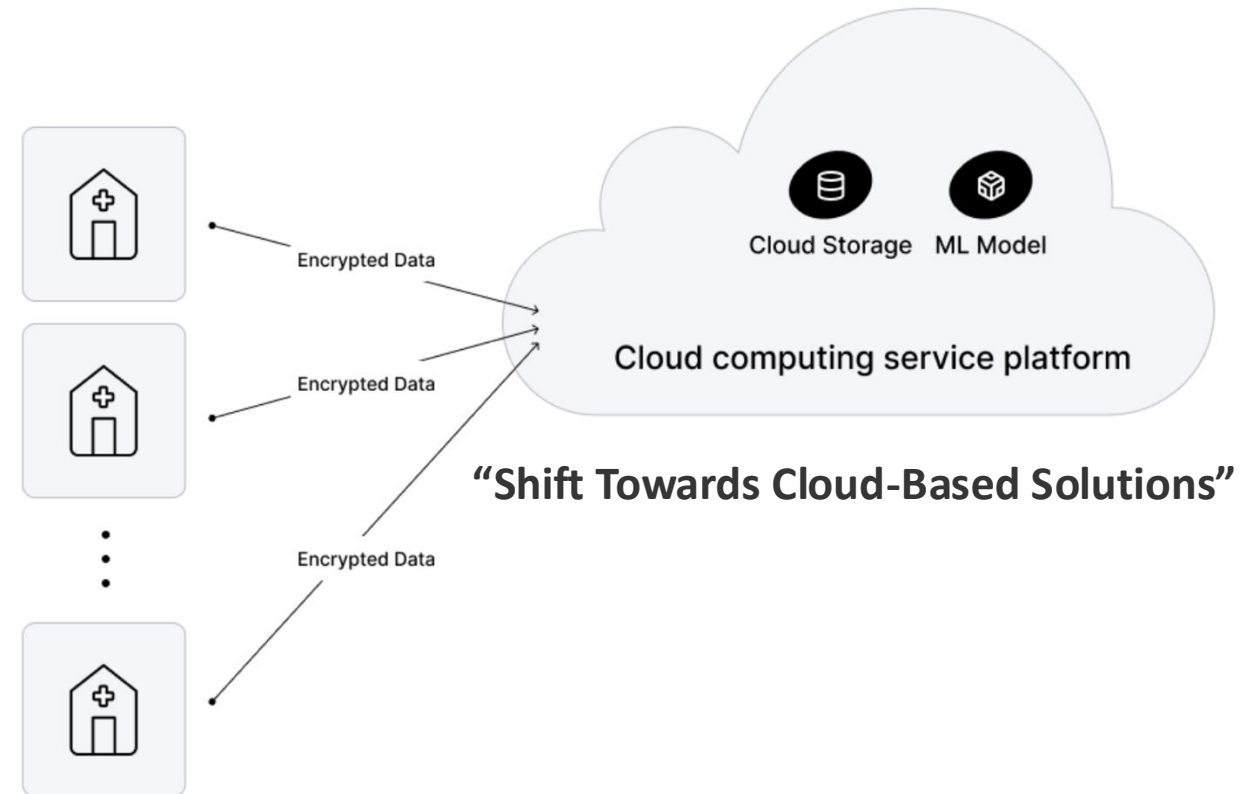 Cloud Storage
ML Model
Encrypted Data
Cloud computing service platform
Encrypted Data
“Shift Towards Cloud-Based Solutions”
Encrypted Data